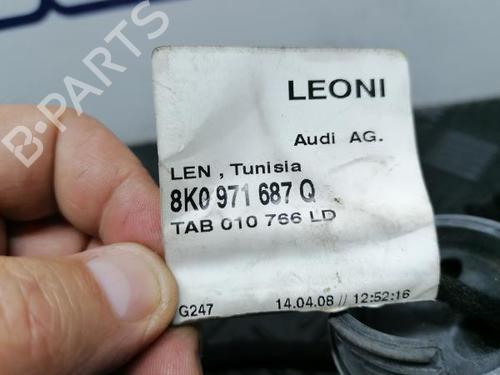 B-PARTS
LEONI
Audi AG.
LEN , Tunisia
8K0 971 687 Q
TAB 010 766 LD
G247 14.04.08 // 12:52:16